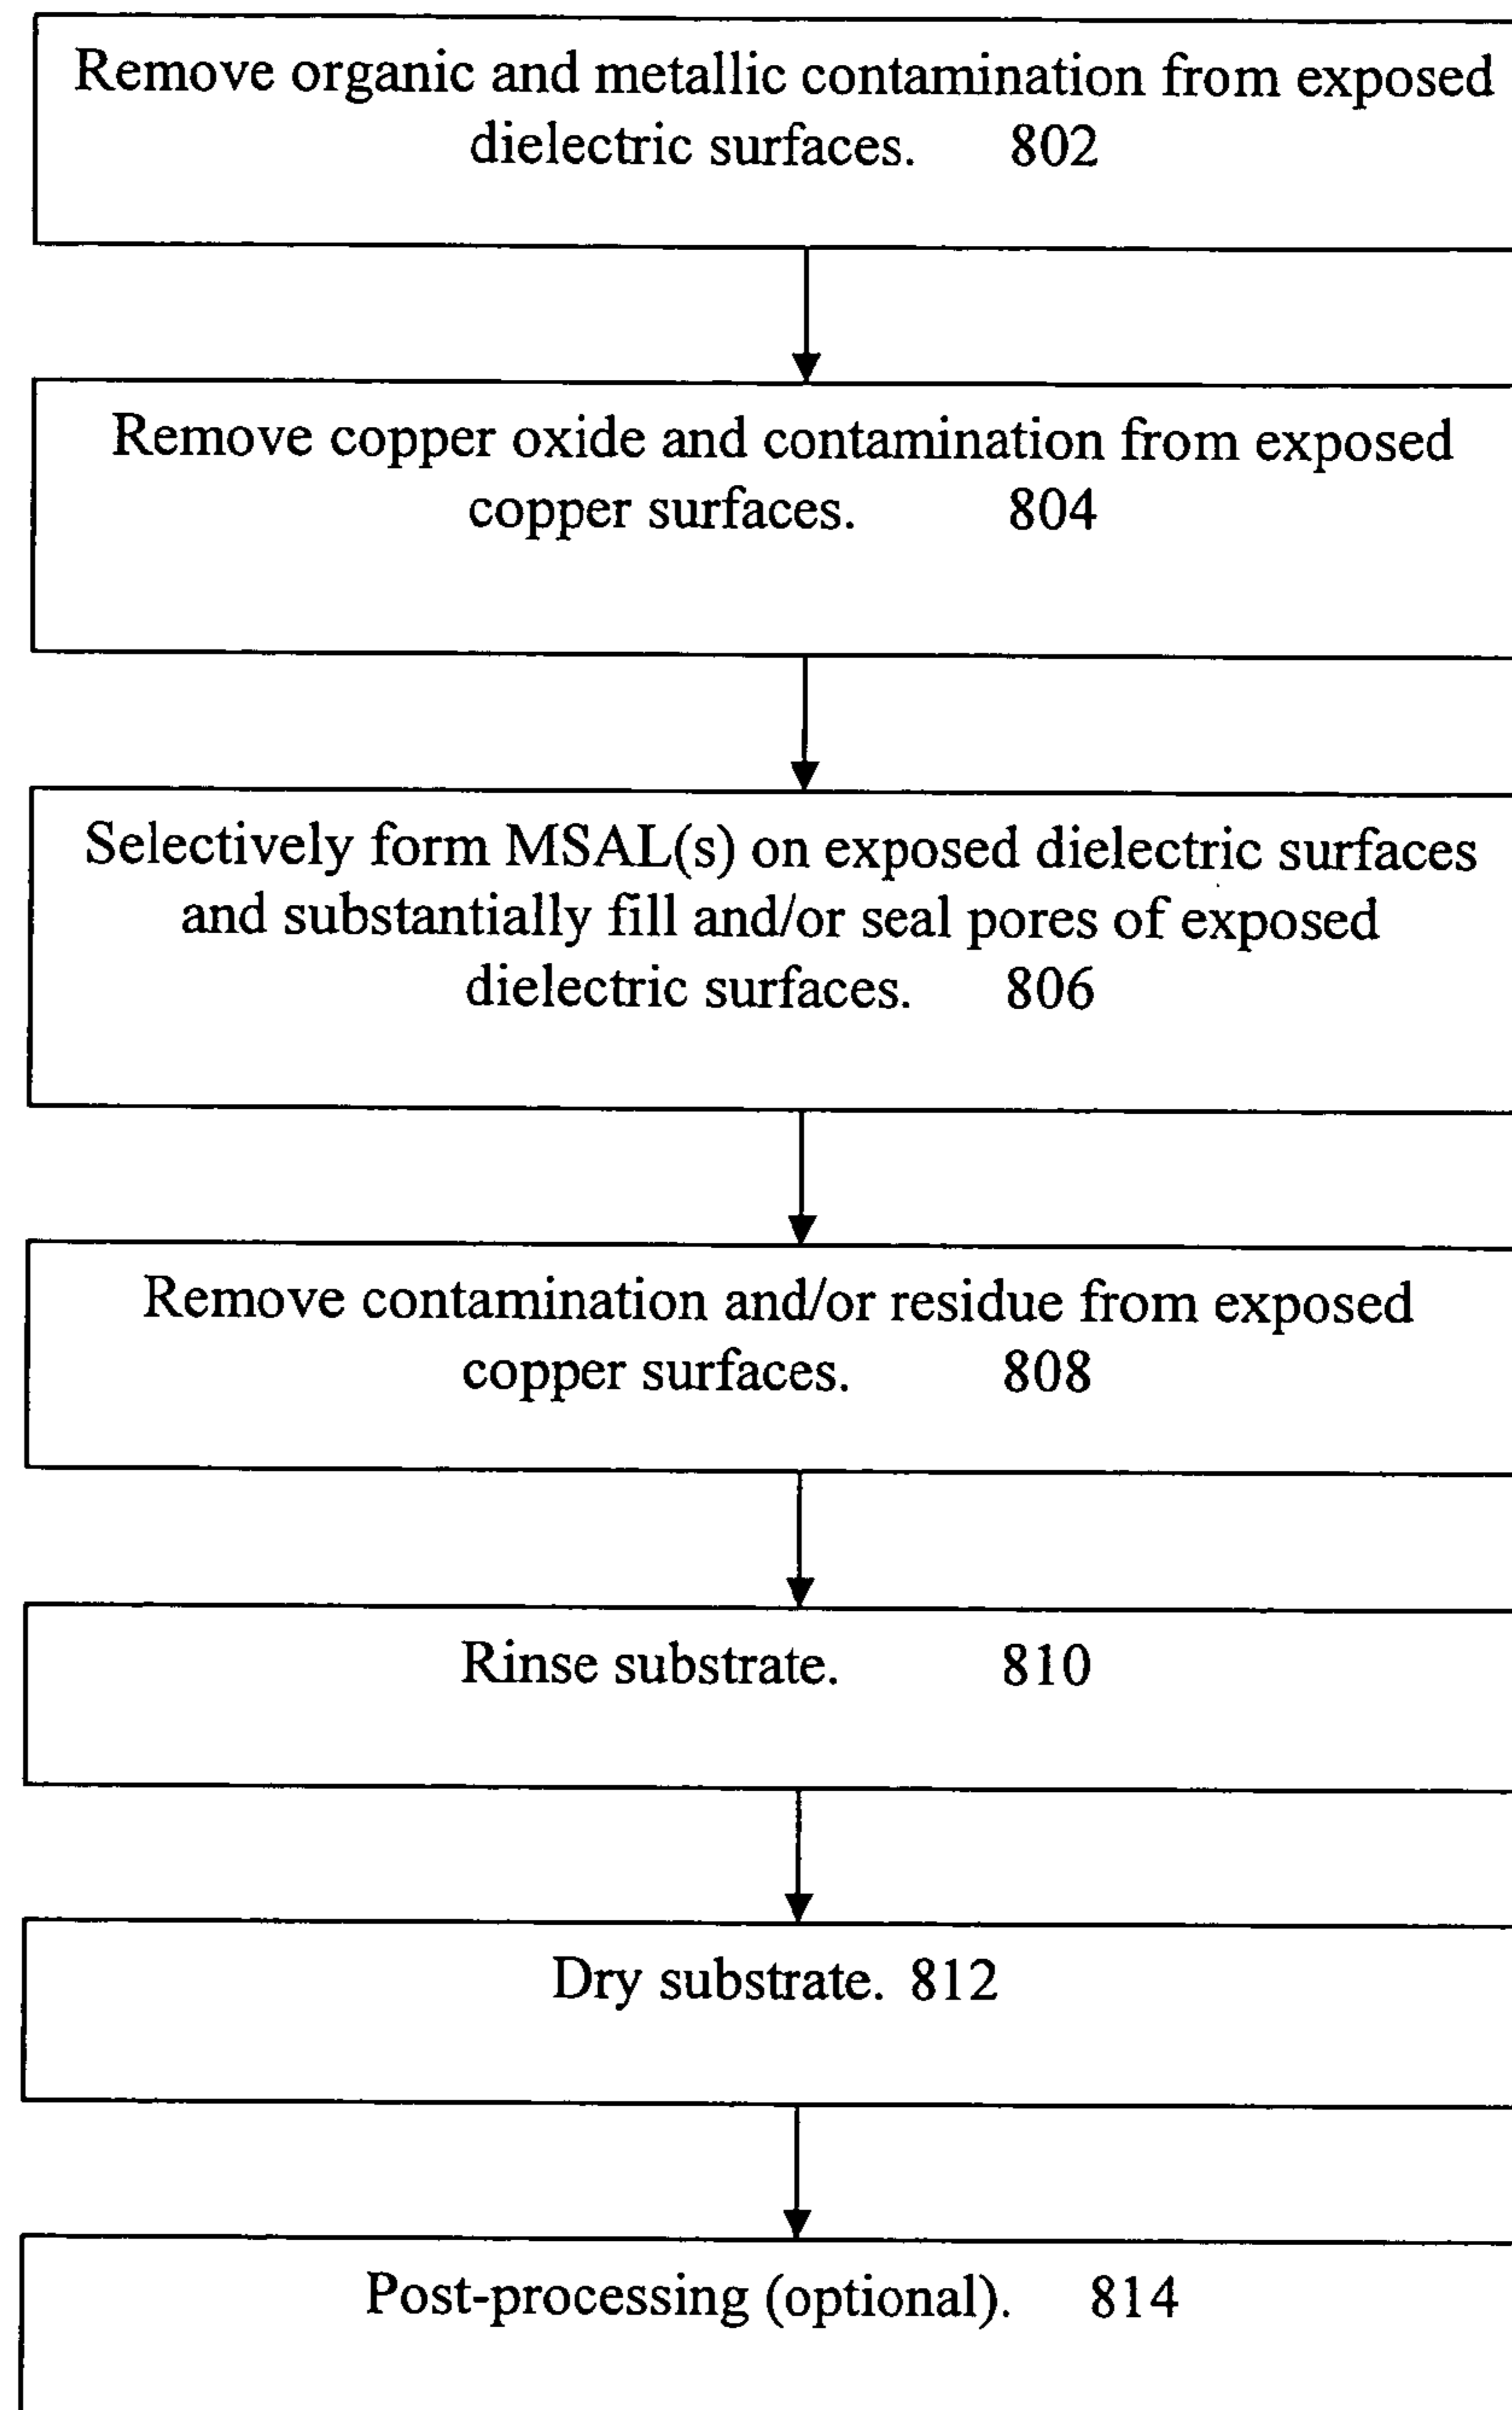 Remove organic and metallic contamination from exposed
dielectric surfaces. 802
Remove copper oxide and contamination from exposed
copper surfaces. 804
Selectively form MSAL(s) on exposed dielectric surfaces
and substantially fill and/or seal pores of exposed
dielectric surfaces. 806
Remove contamination and/or residue from exposed
copper surfaces. 808
Rinse substrate. 810
Dry substrate. 812
Post-processing (optional). 814